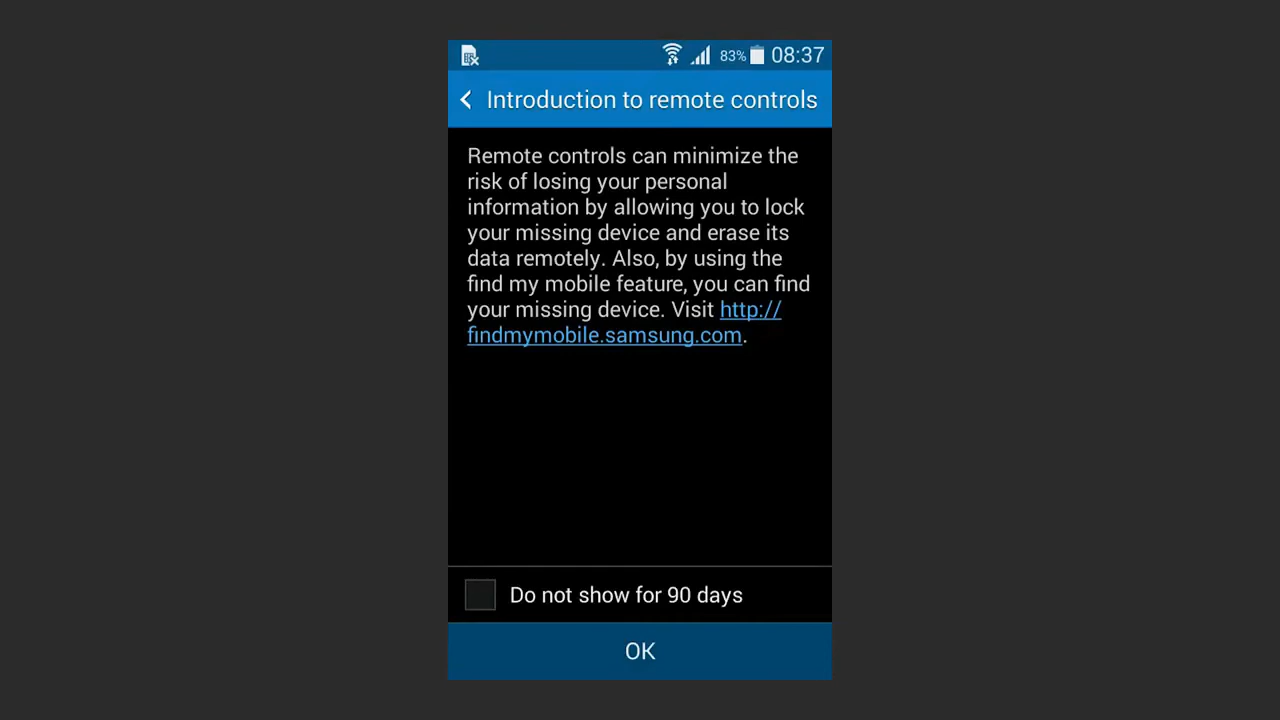 83% 08:37
Introduction to remote controls
Remote controls can minimize the
risk of losing your personal
information by allowing you to lock
your missing device and erase its
data remotely. Also, by using the
find my mobile feature, you can find
your missing device. Visit http://
findmymobile.samsung.com.
Do not show for 90 days
OK